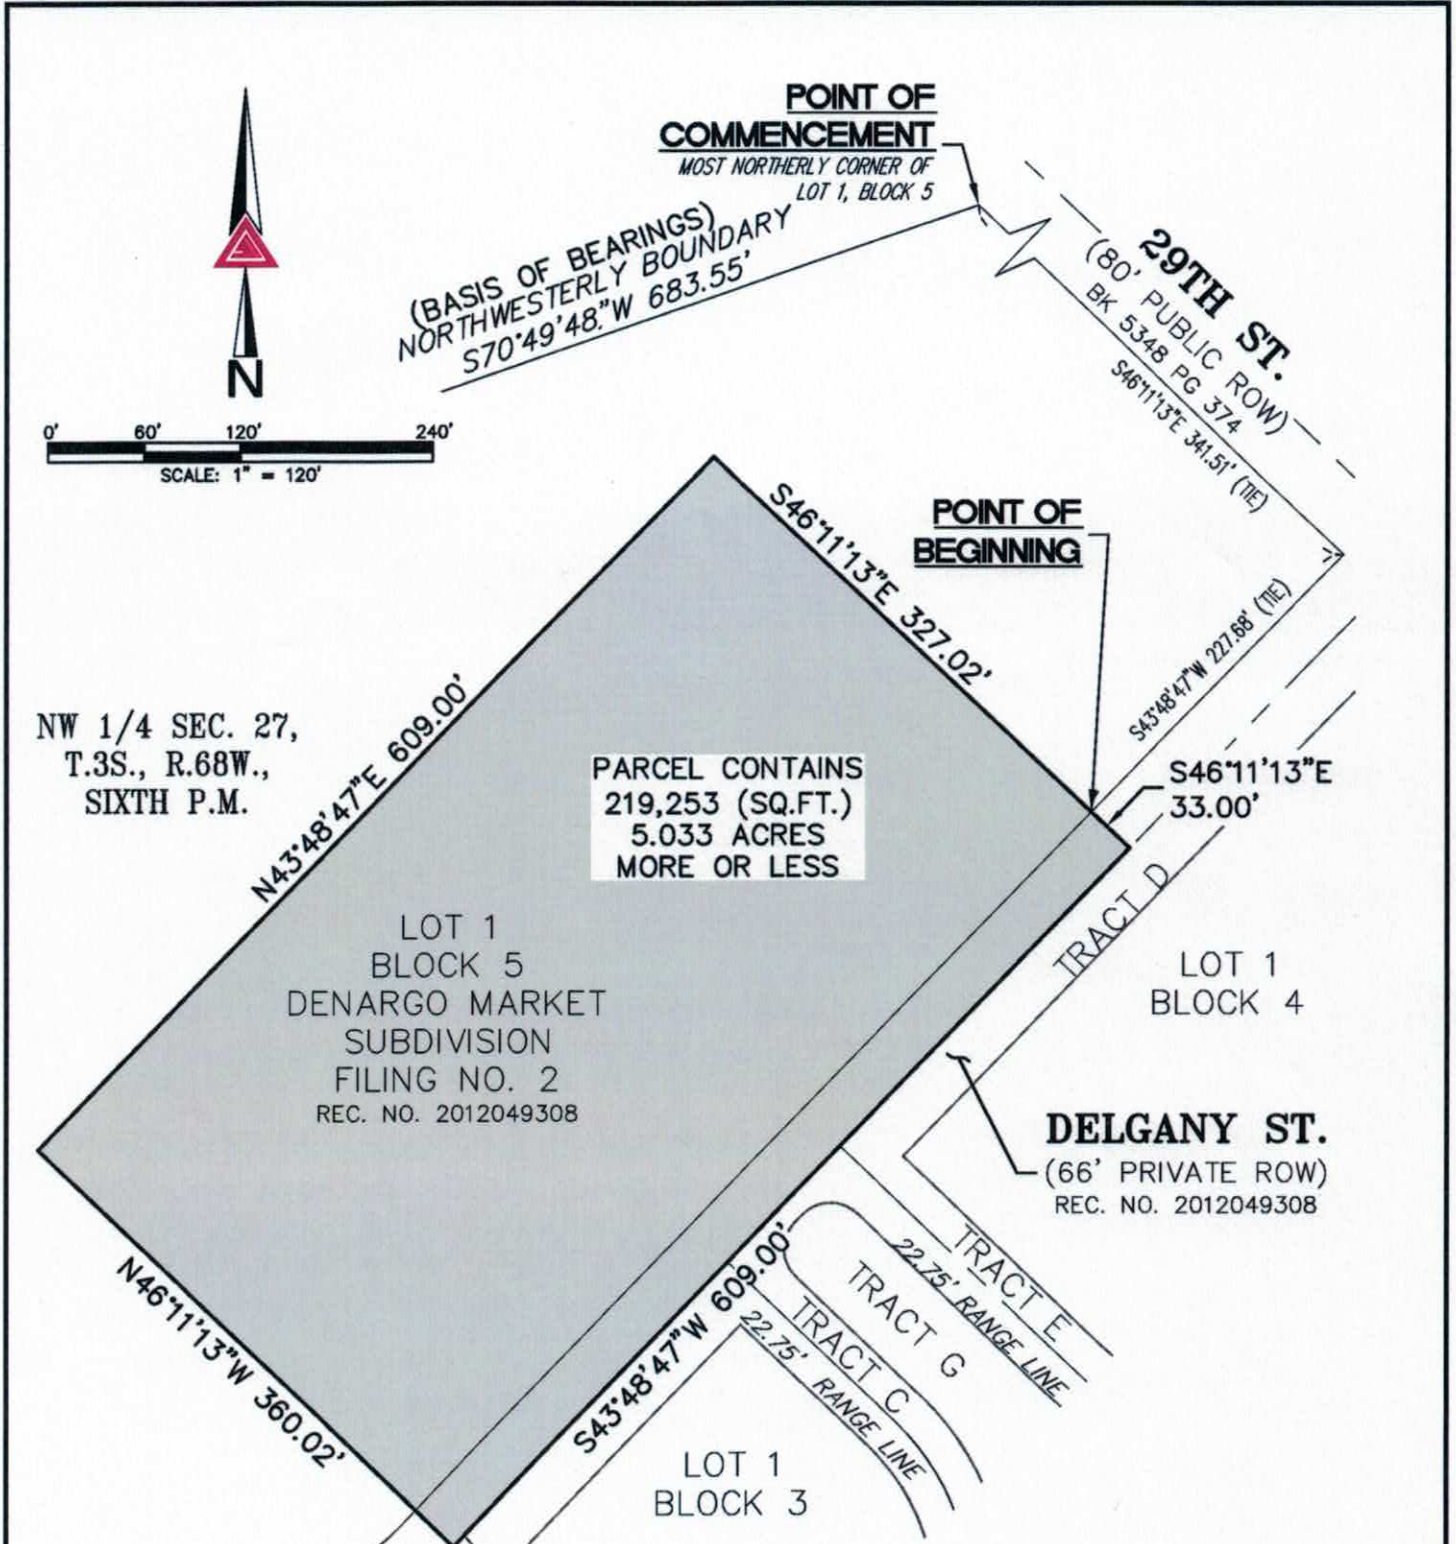 POINT OF
COMMENCEMENT
MOST NORTHERLY CORNER OF
LOT 1, BLOCK 5
(BASIS OF BEARINGS)
NORTHWESTERLY BOUNDARY
S70°49'48."W 683.55'
29TH ST.
(80' PUBLIC ROW)
BK 5348 PG 374
S46°11'13"E 341.51' (TIE)
N
0' 60' 120' 240'
SCALE: 1" = 120'
S46°11'13"E 327.02'
POINT OF
BEGINNING
S43°48'47"W 227.68' (TIE)
N43°48'47"E 609.00'
NW 1/4 SEC. 27,
T.3S., R.68W.,
SIXTH P.M.
PARCEL CONTAINS
219,253 (SQ.FT.)
5.033 ACRES
MORE OR LESS
S46°11'13"E
33.00'
TRACT D
LOT 1
BLOCK 5
DENARGO MARKET
SUBDIVISION
FILING NO. 2
REC. NO. 2012049308
LOT 1
BLOCK 4
DELGANY ST.
(66' PRIVATE ROW)
REC. NO. 2012049308
TRACT E
22.75' RANGE LINE
TRACT G
TRACT C
22.75' RANGE LINE
S43°48'47"W 609.00'
N46°11'13"W 360.02'
LOT 1
BLOCK 3